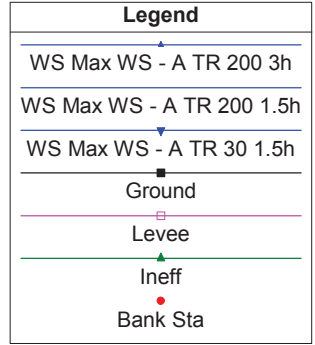 Legend
WS Max WS - A TR 200 3h
WS Max WS - A TR 200 1.5h
WS Max WS - A TR 30 1.5h
Ground
Levee
Ineff
Bank Sta